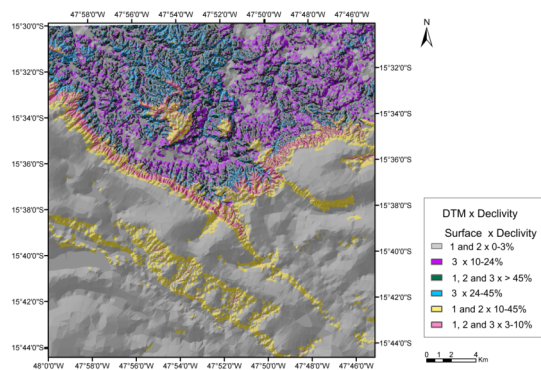 47°58'0"W 47°56'0"W 47°54'0"W 47°52'0"W 47°50'0"W 47°48'0"W 47°46'0"W
N
15°30'0"S
15°32'0"S 15°32'0"S
15°34'0"S 15°34'0"S
15°36'0"S 15°36'0"S
15°38'0"S 15°38'0"S
15°40'0"S 15°40'0"S
15°42'0"S 15°42'0"S
15°44'0"S 15°44'0"S
48°0'0"W 47°58'0"W 47°56'0"W 47°54'0"W 47°52'0"W 47°50'0"W 47°48'0"W 47°46'0"W
DTM x Declivity
Surface x Declivity
1 and 2 x 0-3%
3 x 10-24%
1, 2 and 3 x > 45%
3 x 24-45%
1 and 2 x 10-45%
1, 2 and 3 x 3-10%
0 1 2 4
Km